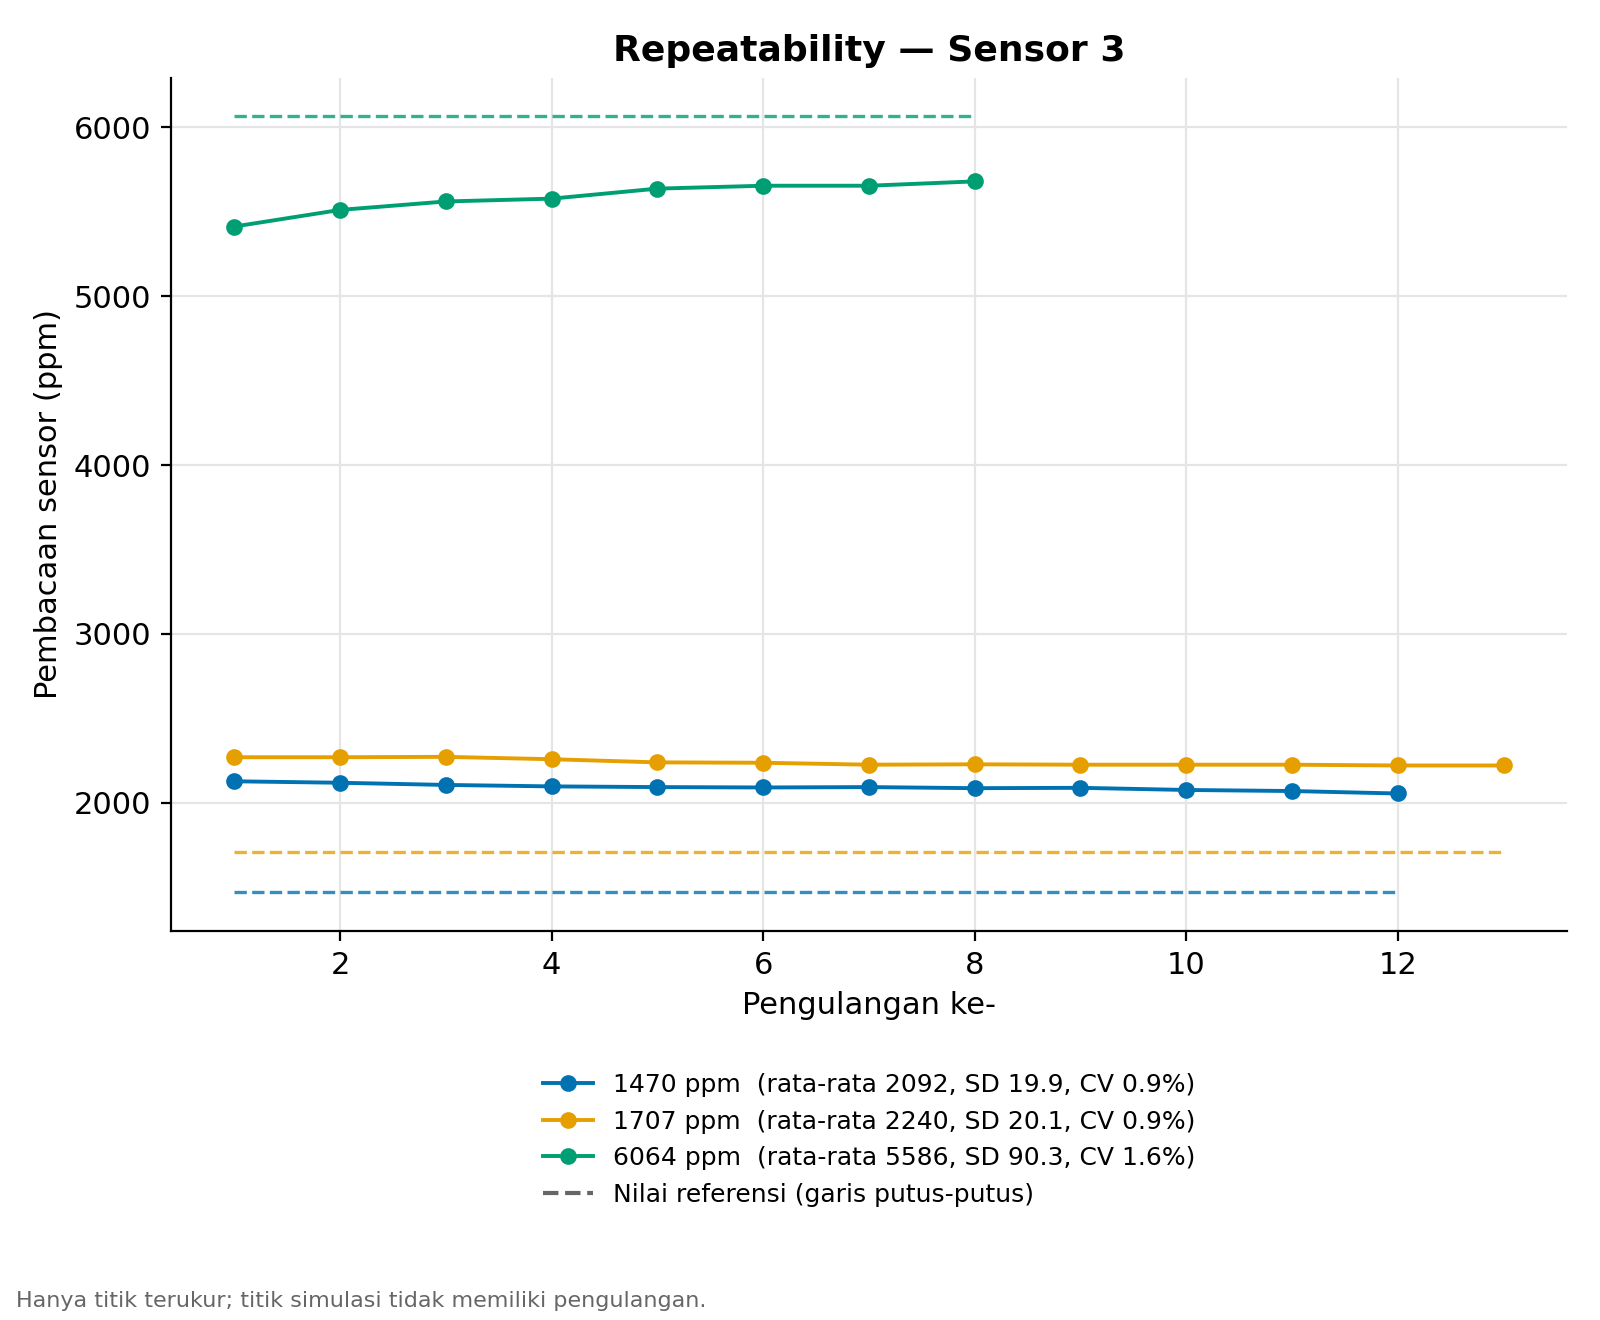 Repeatability — Sensor 3
Pembacaan sensor (ppm)
6000
5000
4000
3000
2000
2 4 6 8 10 12
Pengulangan ke-
1470 ppm (rata-rata 2092, SD 19.9, CV 0.9%)
1707 ppm (rata-rata 2240, SD 20.1, CV 0.9%)
6064 ppm (rata-rata 5586, SD 90.3, CV 1.6%)
Nilai referensi (garis putus-putus)
Hanya titik terukur; titik simulasi tidak memiliki pengulangan.